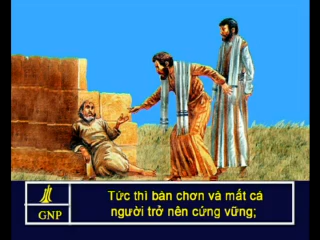 Tức thì bàn chơn và mắt cá
người trở nên cứng vững;
GNP